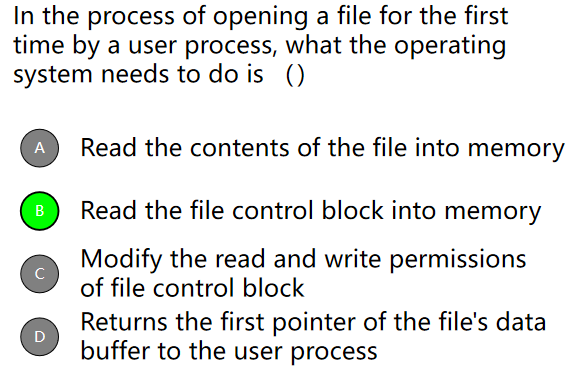 In the process of opening a file for the first
time by a user process, what the operating
system needs to do is ()
A Read the contents of the file into memory
B Read the file control block into memory
C Modify the read and write permissions
of file control block
D Returns the first pointer of the file's data
buffer to the user process